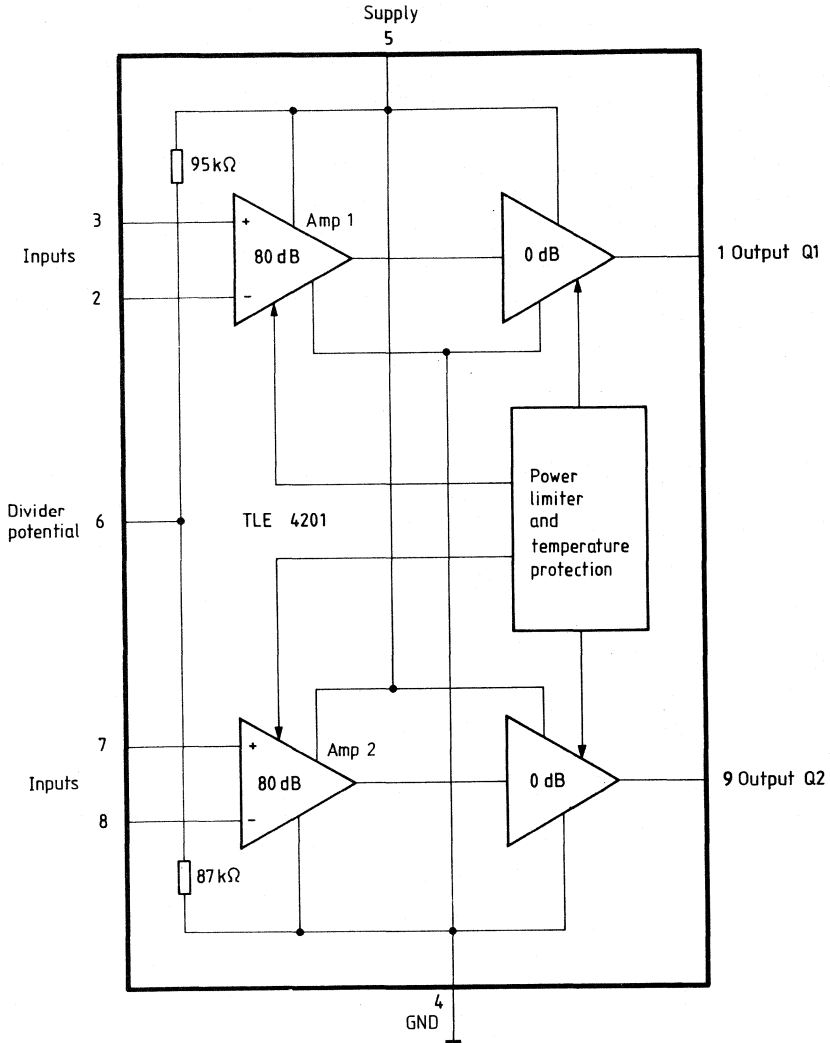 Supply
5
95kΩ
3
+
Amp 1
Inputs
80 dB
0 dB
1 Output Q1
2
−
Power
limiter
and
temperature
protection
Divider
potential 6
TLE 4201
7
+
Amp 2
Inputs
80 dB
0 dB
9 Output Q2
8
−
87kΩ
4
GND